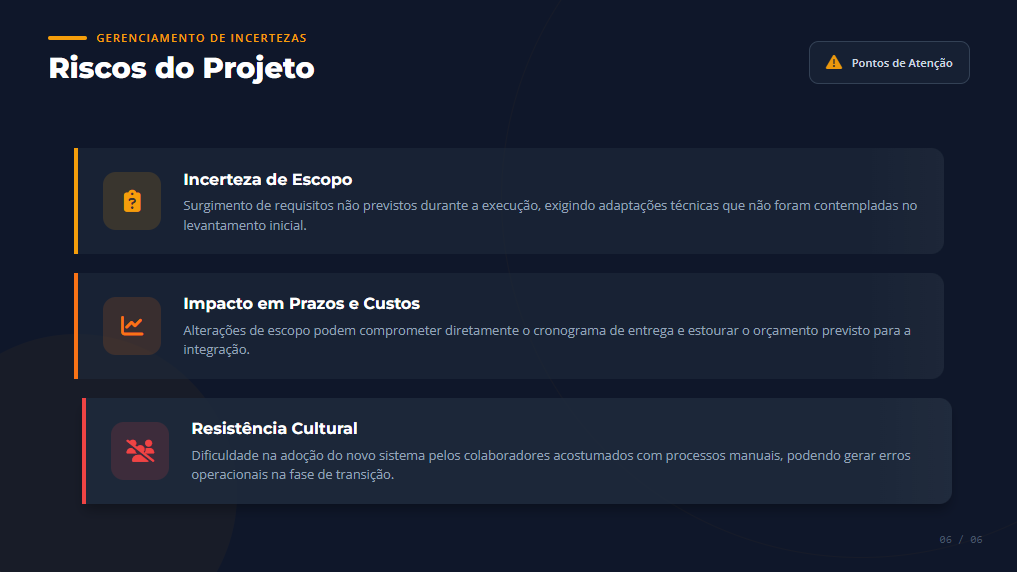 GERENCIAMENTO DE INCERTEZAS
Riscos do Projeto
Pontos de Atenção
Incerteza de Escopo
Surgimento de requisitos não previstos durante a execução, exigindo adaptações técnicas que não foram contempladas no
levantamento inicial.
Impacto em Prazos e Custos
Alterações de escopo podem comprometer diretamente o cronograma de entrega e estourar o orçamento previsto para a
integração.
Resistência Cultural
Dificuldade na adoção do novo sistema pelos colaboradores acostumados com processos manuais, podendo gerar erros
operacionais na fase de transição.
06 / 06